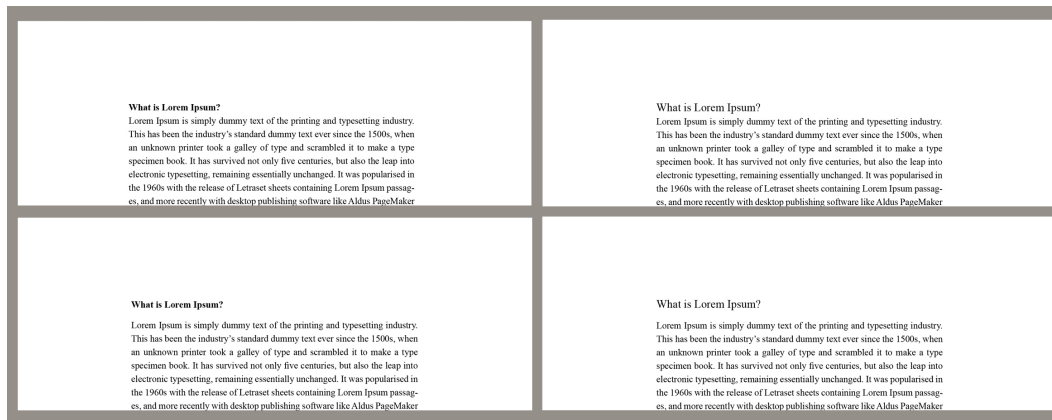 What is Lorem Ipsum?
Lorem Ipsum is simply dummy text of the printing and typesetting industry.
This has been the industry’s standard dummy text ever since the 1500s, when
an unknown printer took a galley of type and scrambled it to make a type
specimen book. It has survived not only five centuries, but also the leap into
electronic typesetting, remaining essentially unchanged. It was popularised in
the 1960s with the release of Letraset sheets containing Lorem Ipsum passag-
es, and more recently with desktop publishing software like Aldus PageMaker
What is Lorem Ipsum?
Lorem Ipsum is simply dummy text of the printing and typesetting industry.
This has been the industry’s standard dummy text ever since the 1500s, when
an unknown printer took a galley of type and scrambled it to make a type
specimen book. It has survived not only five centuries, but also the leap into
electronic typesetting, remaining essentially unchanged. It was popularised in
the 1960s with the release of Letraset sheets containing Lorem Ipsum passag-
es, and more recently with desktop publishing software like Aldus PageMaker
What is Lorem Ipsum?
Lorem Ipsum is simply dummy text of the printing and typesetting industry.
This has been the industry’s standard dummy text ever since the 1500s, when
an unknown printer took a galley of type and scrambled it to make a type
specimen book. It has survived not only five centuries, but also the leap into
electronic typesetting, remaining essentially unchanged. It was popularised in
the 1960s with the release of Letraset sheets containing Lorem Ipsum passag-
es, and more recently with desktop publishing software like Aldus PageMaker
What is Lorem Ipsum?
Lorem Ipsum is simply dummy text of the printing and typesetting industry.
This has been the industry’s standard dummy text ever since the 1500s, when
an unknown printer took a galley of type and scrambled it to make a type
specimen book. It has survived not only five centuries, but also the leap into
electronic typesetting, remaining essentially unchanged. It was popularised in
the 1960s with the release of Letraset sheets containing Lorem Ipsum passag-
es, and more recently with desktop publishing software like Aldus PageMaker